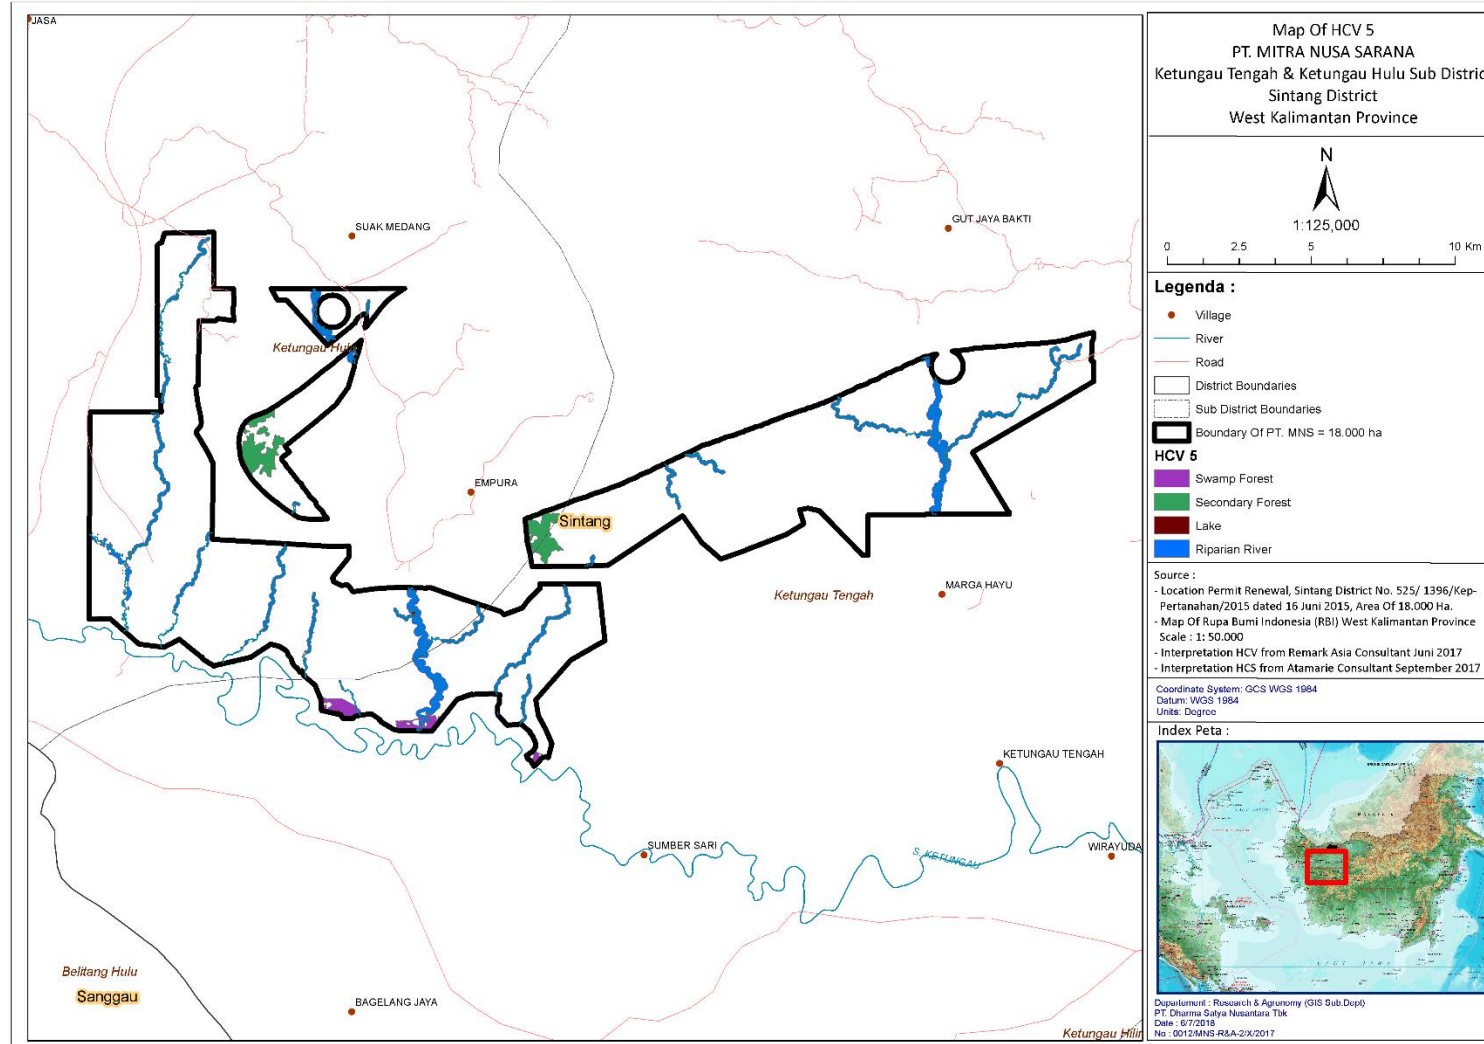 JASA
SUAK MEDANG
GUT JAYA BAKTI
Ketungau Hulu
EMPURA
Sintang
MARGA HAYU
Ketungau Tengah
KETUNGAU TENGAH
SUMBER SARI
S. KETUNGAU
WIRAYUDA
Belitang Hulu
Sanggau
BAGELANG JAYA
Ketungau Hilir
Map Of HCV 5
PT. MITRA NUSA SARANA
Ketungau Tengah & Ketungau Hulu Sub Distric
Sintang District
West Kalimantan Province
N
1:125,000
0 2.5 5 10 Km
Legenda :
Village
River
Road
District Boundaries
Sub District Boundaries
Boundary Of PT. MNS = 18.000 ha
HCV 5
Swamp Forest
Secondary Forest
Lake
Riparian River
Source :
- Location Permit Renewal, Sintang District No. 525/ 1396/Kep-
Pertanahan/2015 dated 16 Juni 2015, Area Of 18.000 Ha.
- Map Of Rupa Bumi Indonesia (RBI) West Kalimantan Province
Scale : 1: 50.000
- Interpretation HCV from Remark Asia Consultant Juni 2017
- Interpretation HCS from Atamarie Consultant September 2017
Coordinate System: GCS WGS 1984
Datum: WGS 1984
Units: Degree
Index Peta :
Departument : Research & Agronomy (GIS Sub.Dept)
PT. Dharma Satya Nusantara Tbk
Date : 6/7/2018
No : 0012/MNS-R&A-2/X/2017